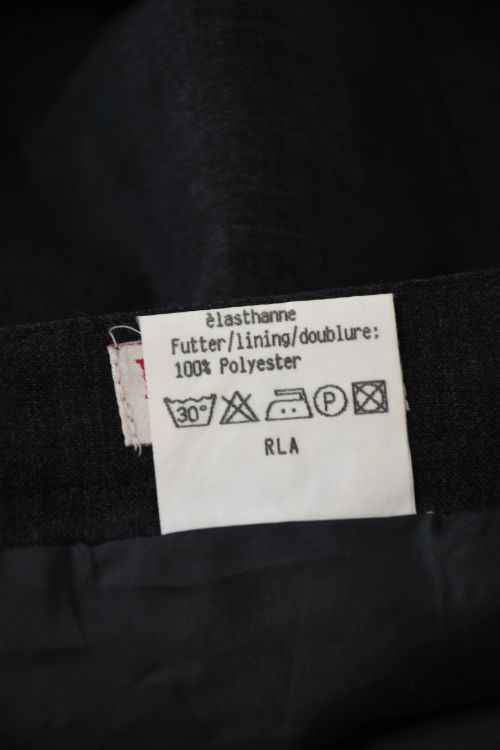 èlasthanne
Futter/lining/doublure:
100% Polyester
30°
P
RLA